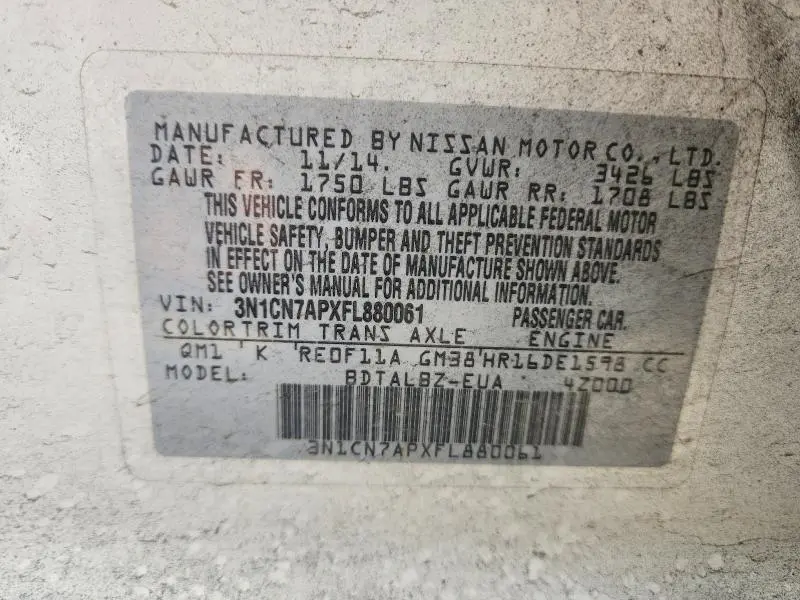 MANUFACTURED BY NISSAN MOTOR CO., LTD.
DATE: 11/14. GVWR: 3426 LBS
GAWR FR: 1750 LBS GAWR RR: 1708 LBS
THIS VEHICLE CONFORMS TO ALL APPLICABLE FEDERAL MOTOR
VEHICLE SAFETY, BUMPER AND THEFT PREVENTION STANDARDS
IN EFFECT ON THE DATE OF MANUFACTURE SHOWN ABOVE.
SEE OWNER'S MANUAL FOR ADDITIONAL INFORMATION.
VIN: 3N1CN7APXFL880061 PASSENGER CAR.
COLOR TRIM TRANS AXLE ENGINE
QM1 'K 'RE0F11A GM38'HR16DE1598 CC
MODEL: BDTALBZ-EUA 4Z000
3N1CN7APXFL880061